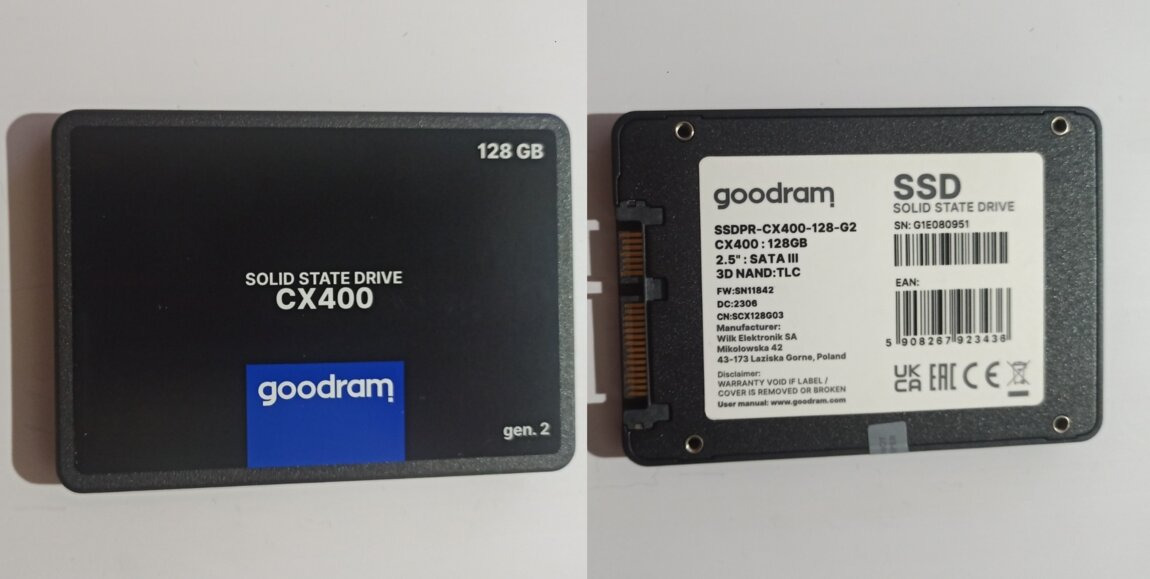 128 GB
SOLID STATE DRIVE
CX400
goodram
gen. 2
goodram
SSDPR-CX400-128-G2
CX400 : 128GB
2.5" : SATA III
3D NAND:TLC
FW:SN11842
DC:2306
CN:SCX128G03
Manufacturer:
Wilk Elektronik SA
Mikolowska 42
43-173 Laziska Gorne, Poland
Disclaimer:
WARRANTY VOID IF LABEL /
COVER IS REMOVED OR BROKEN
User manual: www.goodram.com
SSD
SOLID STATE DRIVE
SN: G1E080951
EAN:
5 908267 923436
UK
CA EAC CE